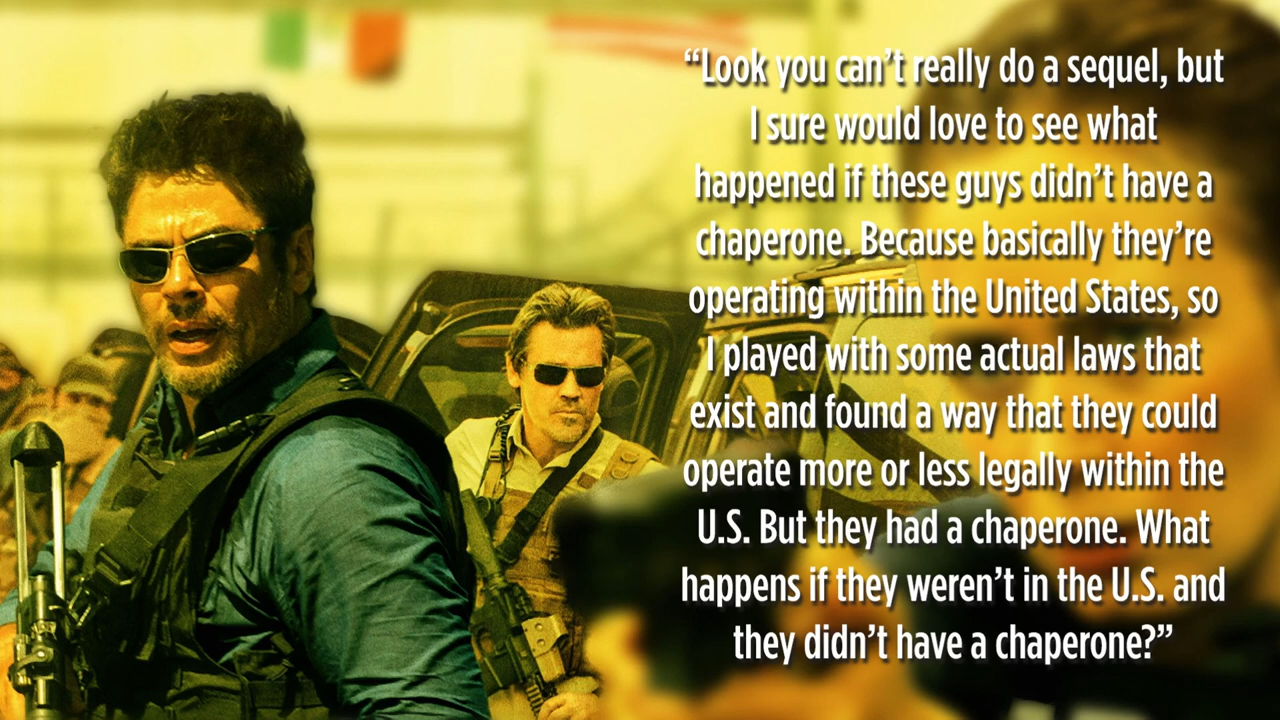 “Look you can’t really do a sequel, but
I sure would love to see what
happened if these guys didn’t have a
chaperone. Because basically they’re
operating within the United States, so
I played with some actual laws that
exist and found a way that they could
operate more or less legally within the
U.S. But they had a chaperone. What
happens if they weren’t in the U.S. and
they didn’t have a chaperone?”